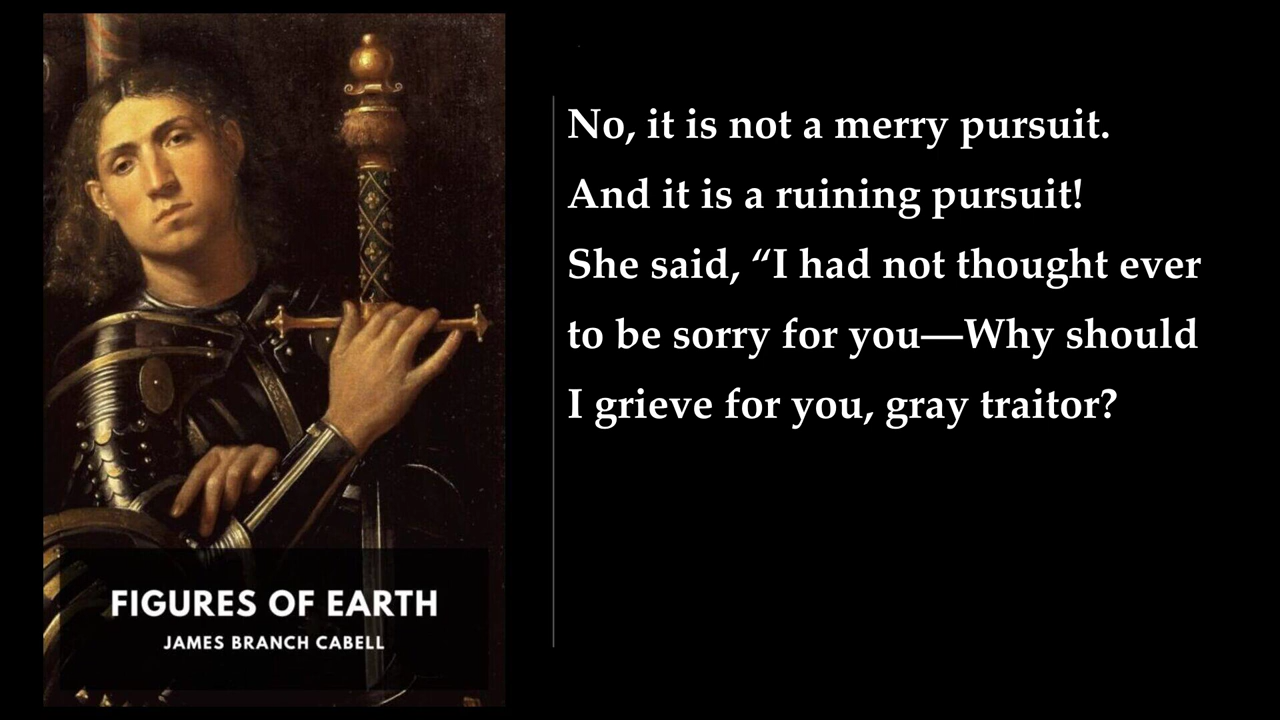 FIGURES OF EARTH
JAMES BRANCH CABELL
No, it is not a merry pursuit.
And it is a ruining pursuit!
She said, “I had not thought ever
to be sorry for you—Why should
I grieve for you, gray traitor?